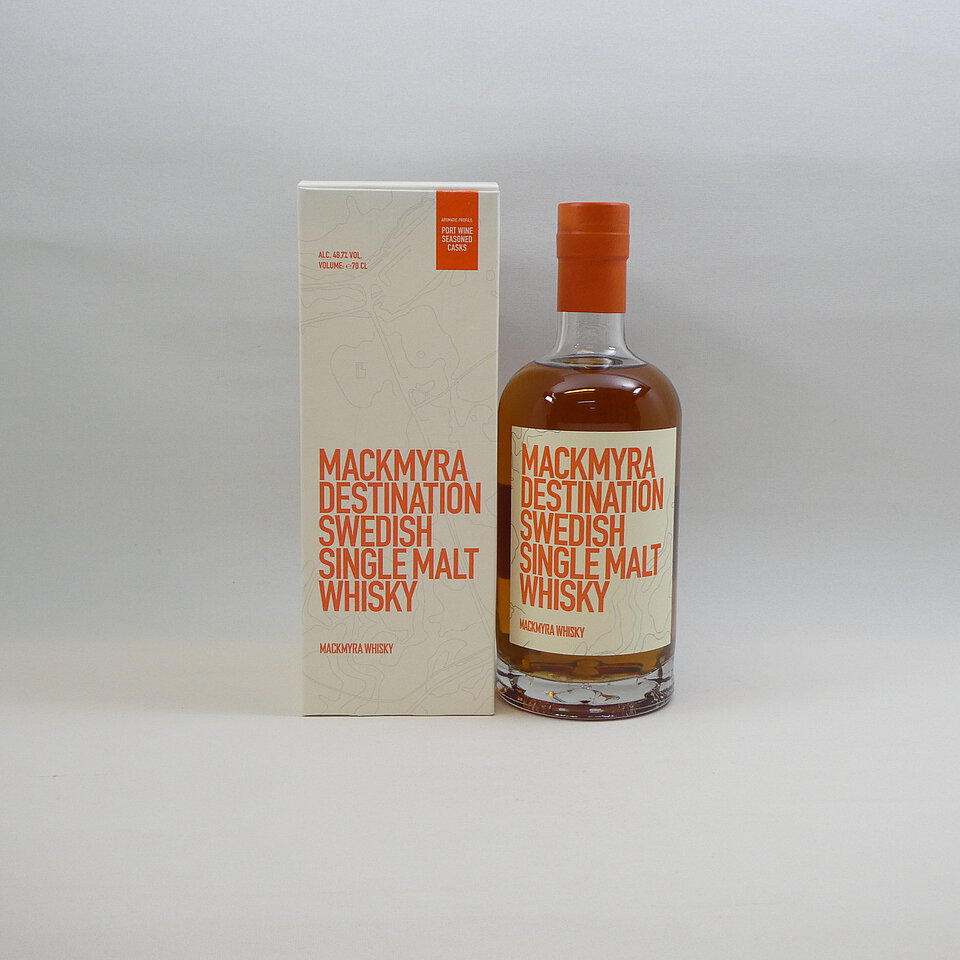 AROMATIC PROFILE:
PORT WINE
SEASONED
CASKS
ALC. 48.7% VOL.
VOLUME: ℮70 CL
MACKMYRA
DESTINATION
SWEDISH
SINGLE MALT
WHISKY
MACKMYRA WHISKY
MACKMYRA
DESTINATION
SWEDISH
SINGLE MALT
WHISKY
MACKMYRA WHISKY